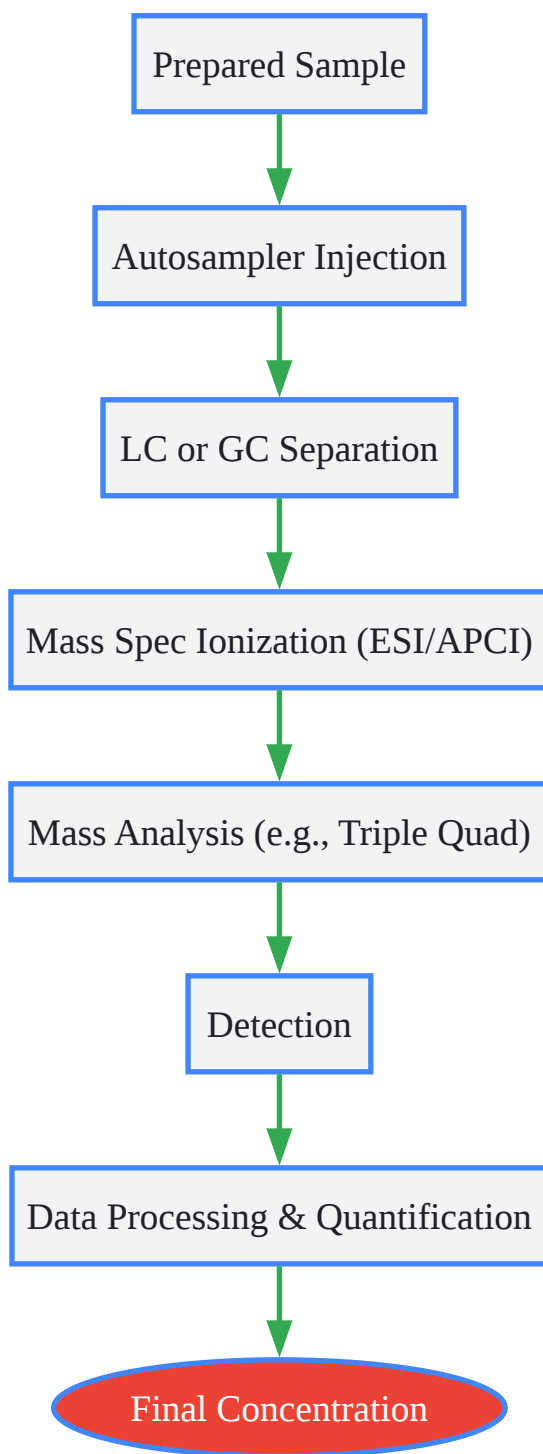 Prepared Sample
Autosampler Injection
LC or GC Separation
Mass Spec Ionization (ESI/APCI)
Mass Analysis (e.g., Triple Quad)
Detection
Data Processing & Quantification
Final Concentration